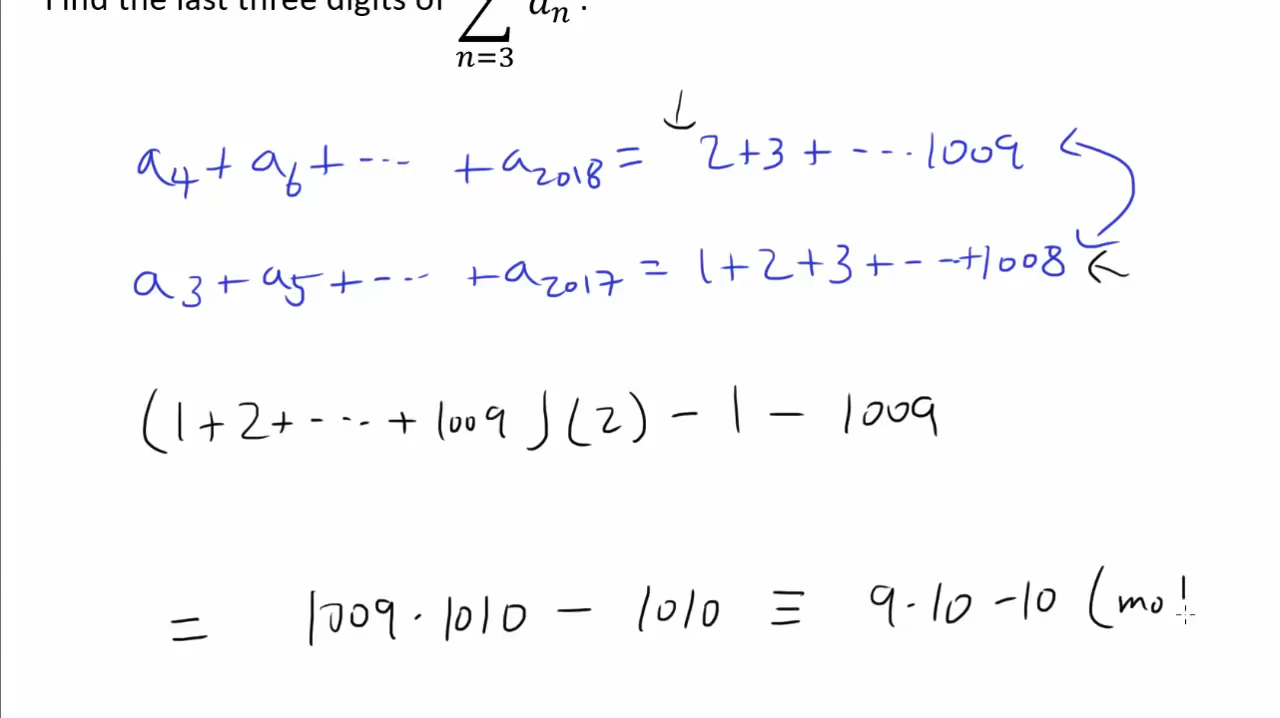 Find the last three digits of ∑ aₙ.
n=3
a₄ + a₆ + ... + a₂₀₁₈ = 2+3 + ... 1009
a₃ + a₅ + ... + a₂₀₁₇ = 1+2+3+ ... +1008
(1+2+ ... + 1009)(2) - 1 - 1009
= 1009 · 1010 - 1010 ≡ 9·10 -10 (mo